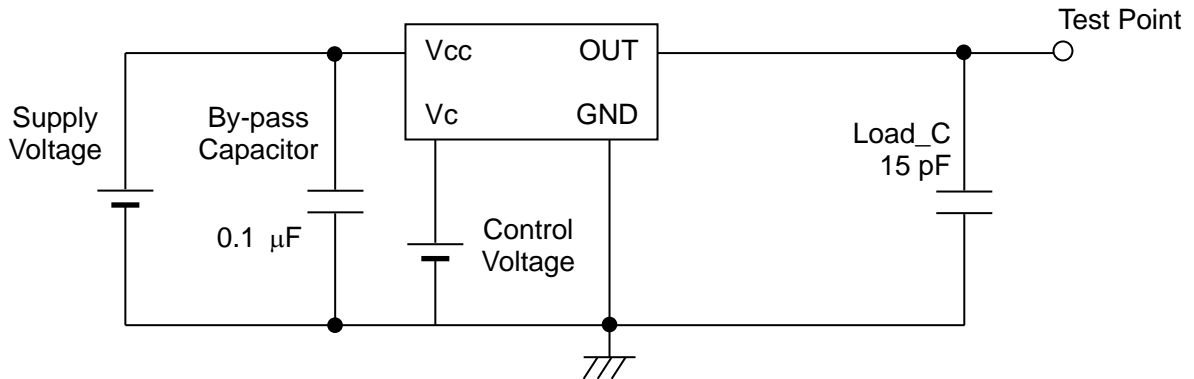 Test Point
Vcc
OUT
Vc
GND
Supply
Voltage
By-pass
Capacitor
0.1 μF
Control
Voltage
Load_C
15 pF